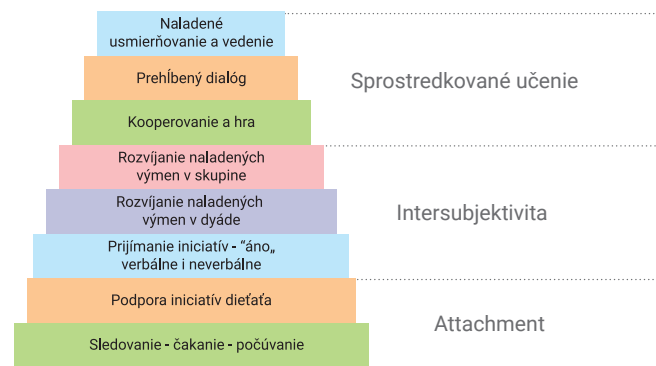 Naladené
usmierňovanie a vedenie
Prehĺbený dialóg
Sprostredkované učenie
Kooperovanie a hra
Rozvíjanie naladených
výmen v skupine
Rozvíjanie naladených
výmen v dyáde
Intersubjektivita
Prijímanie iniciatív - “áno„
verbálne i neverbálne
Podpora iniciatív dieťaťa
Attachment
Sledovanie - čakanie - počúvanie